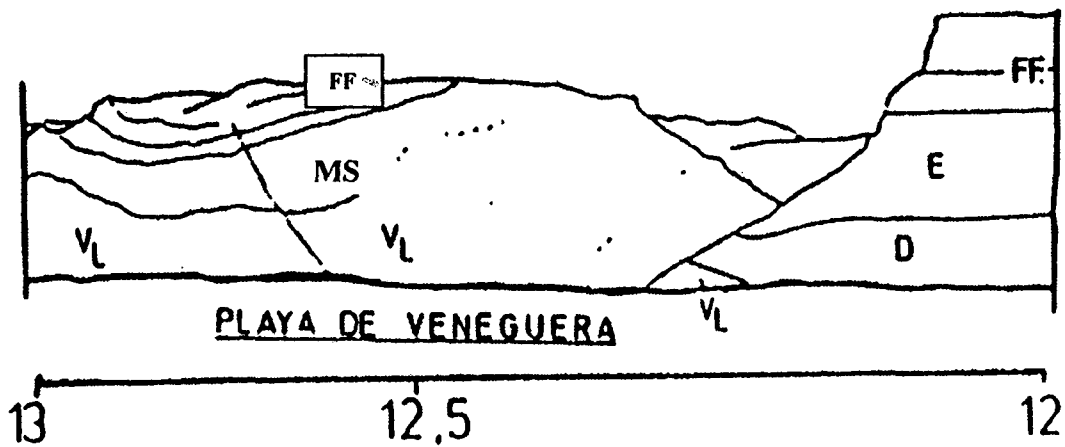 FF
FF
MS
E
VL
VL
D
VL
PLAYA DE VENEGUERA
13
12,5
12